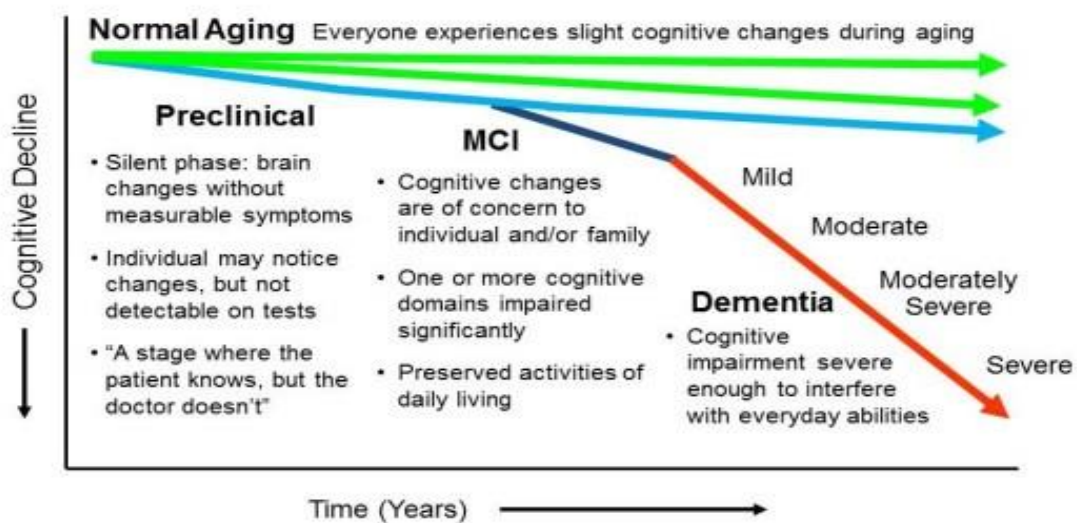 Normal Aging Everyone experiences slight cognitive changes during aging
Preclinical
• Silent phase: brain
changes without
measurable symptoms
• Individual may notice
changes, but not
detectable on tests
• “A stage where the
patient knows, but the
doctor doesn’t”
MCI
• Cognitive changes
are of concern to
individual and/or family
• One or more cognitive
domains impaired
significantly
• Preserved activities of
daily living
Mild
Moderate
Moderately
Severe
Severe
Dementia
• Cognitive
impairment severe
enough to interfere
with everyday abilities
Cognitive Decline
Time (Years)